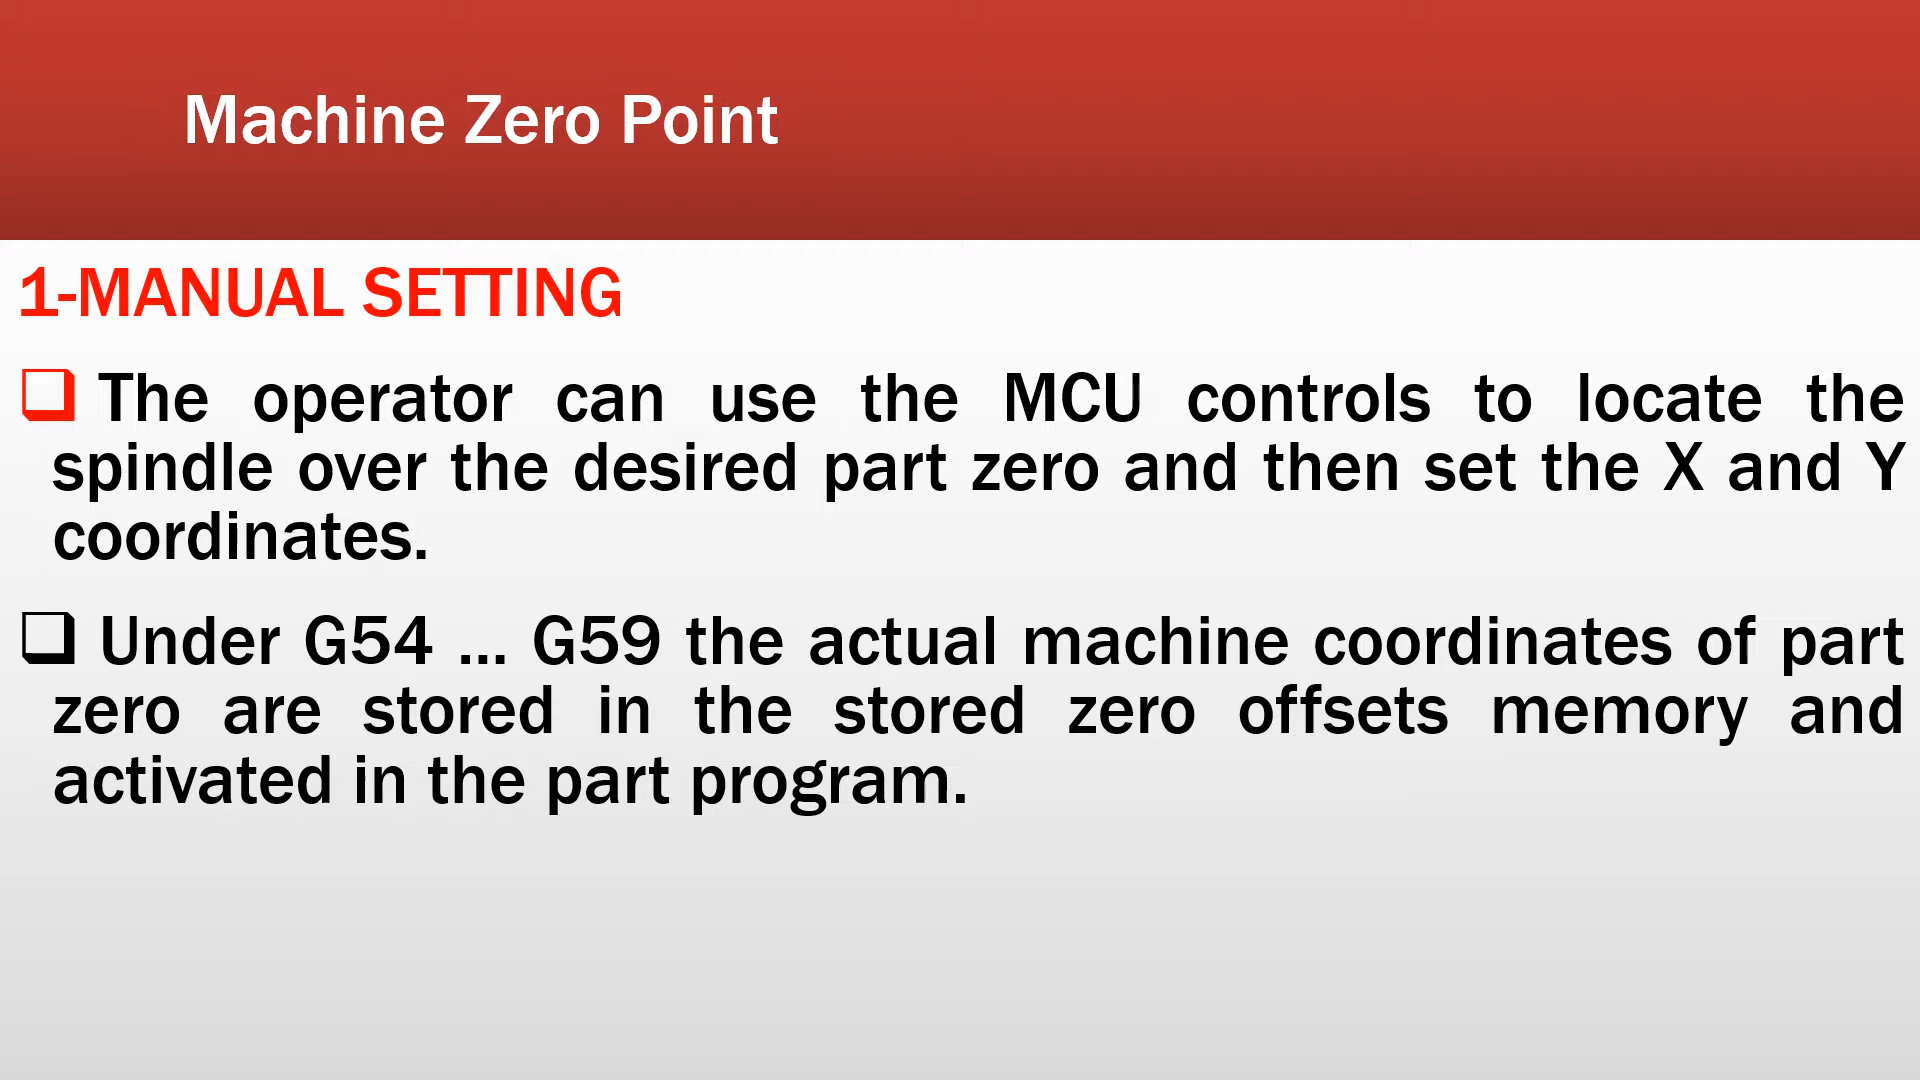 Machine Zero Point
1-MANUAL SETTING
The operator can use the MCU controls to locate the
spindle over the desired part zero and then set the X and Y
coordinates.
Under G54 ... G59 the actual machine coordinates of part
zero are stored in the stored zero offsets memory and
activated in the part program.